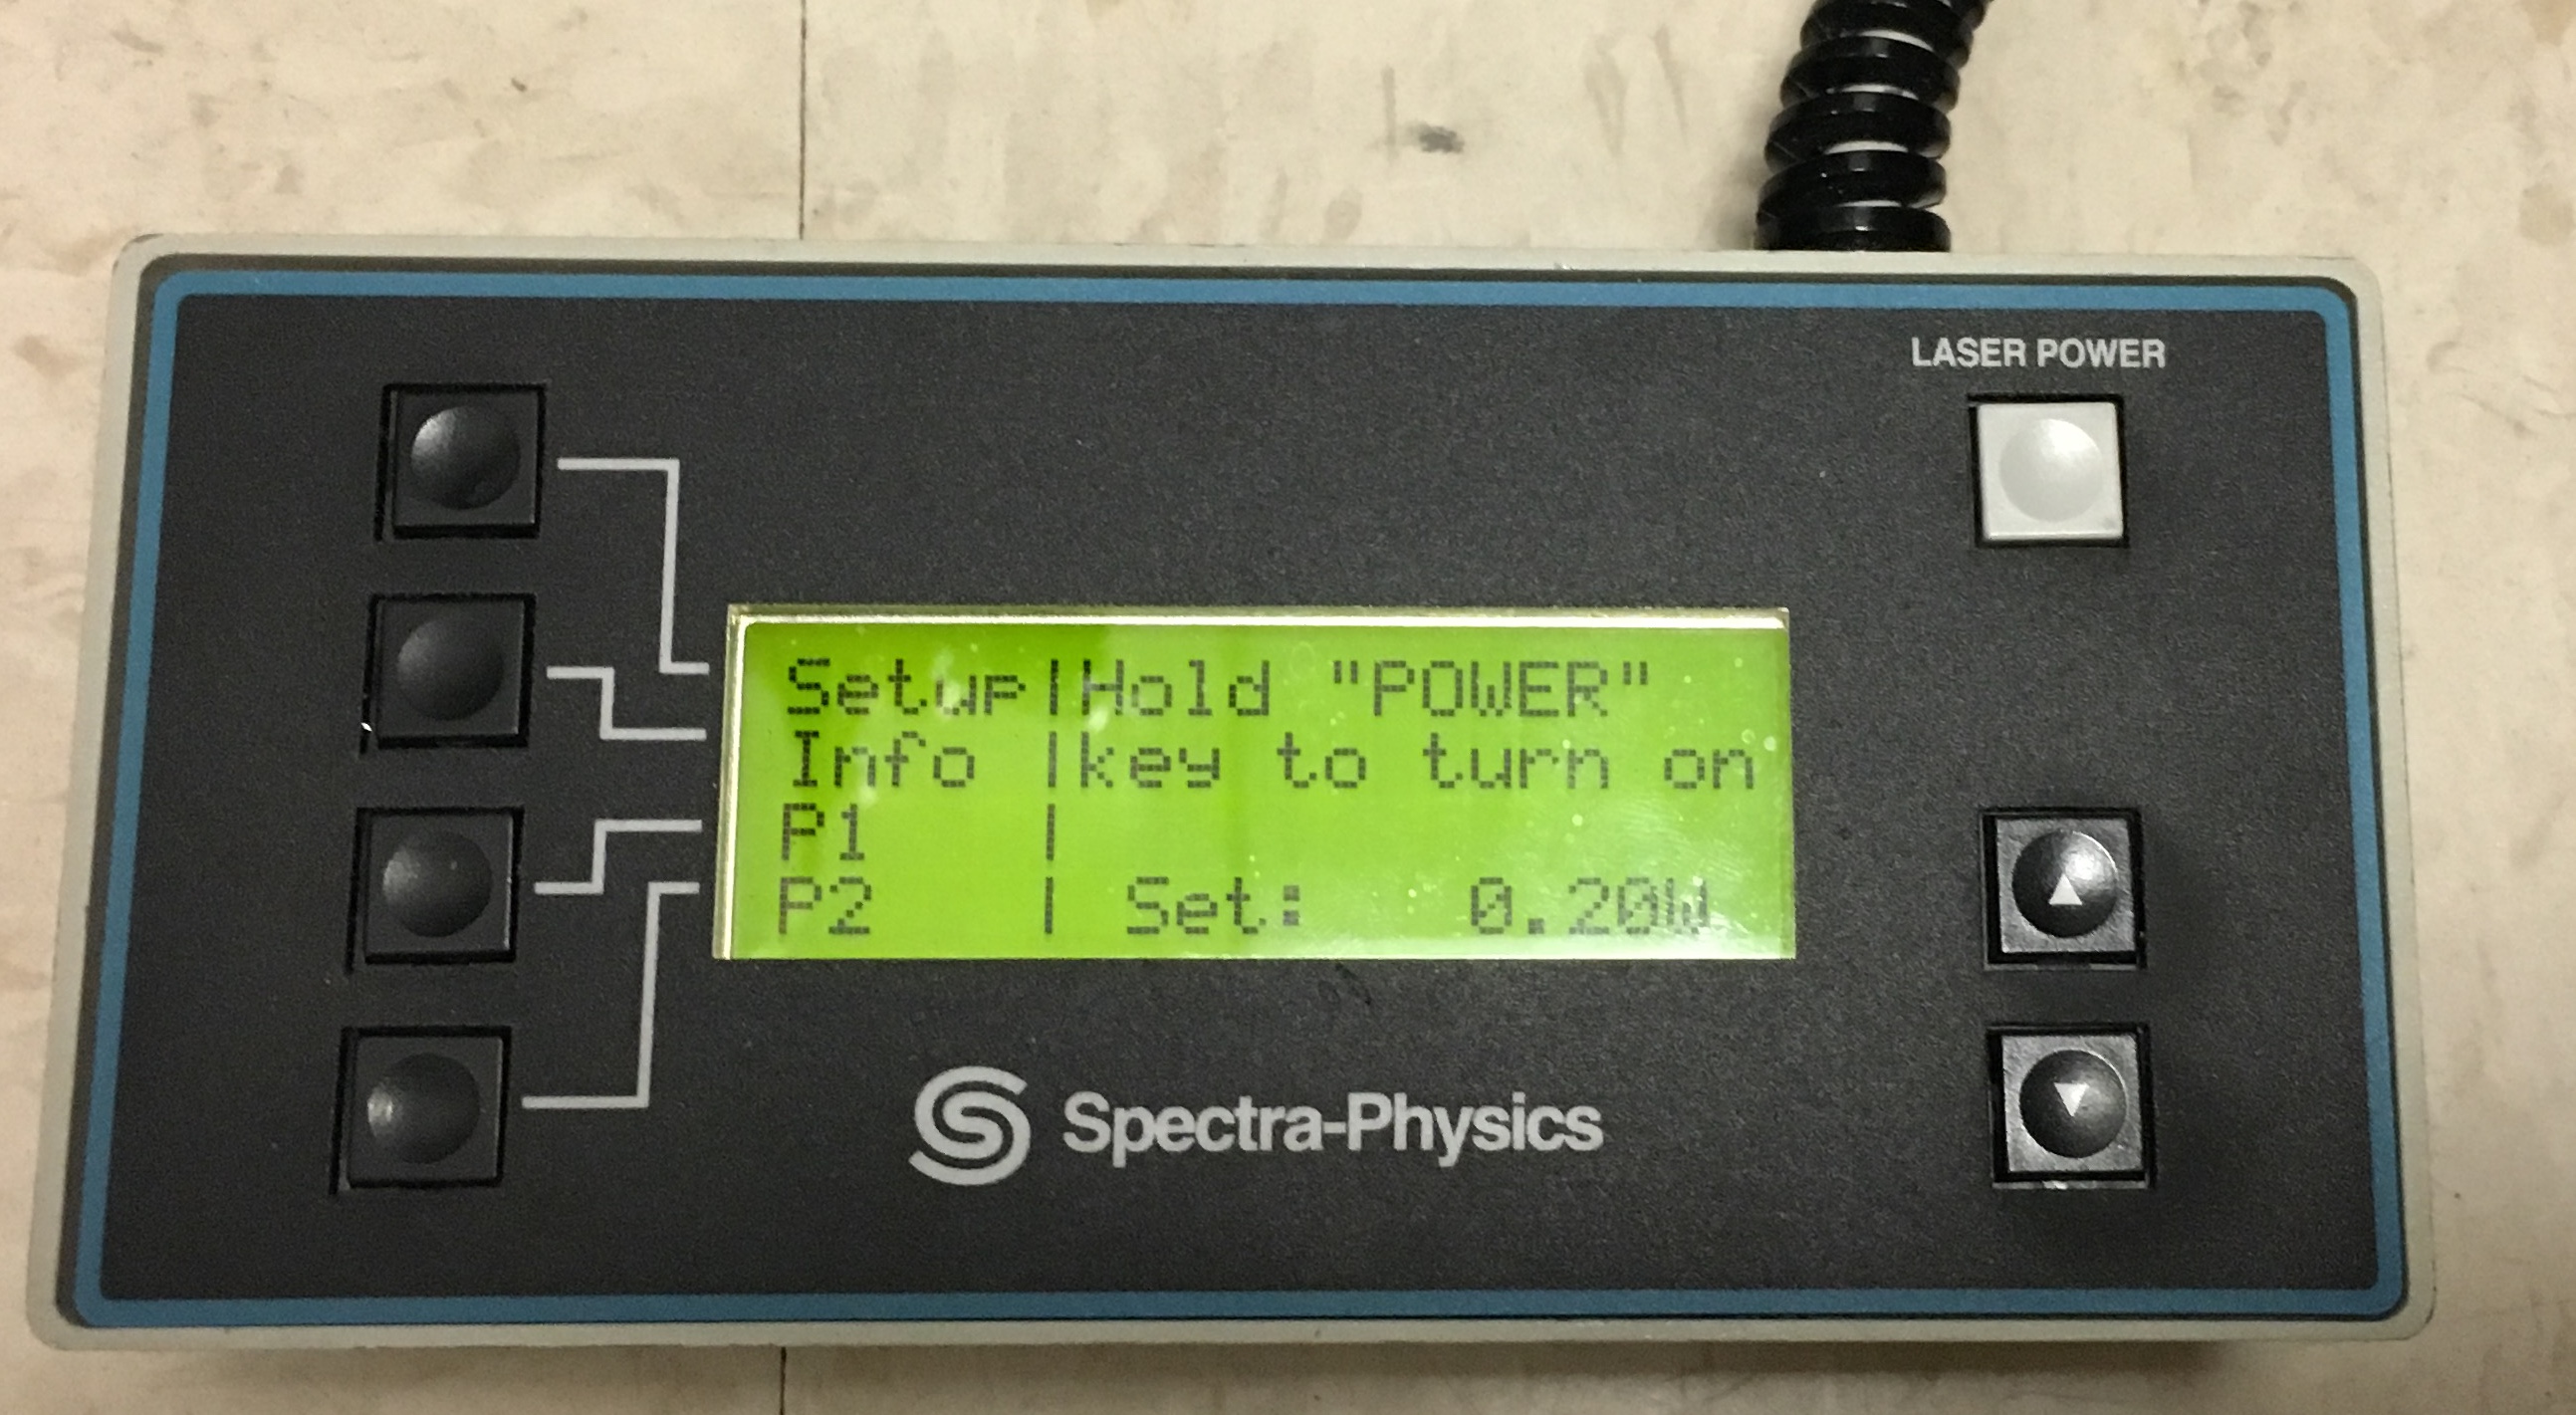 LASER POWER
Setup|Hold "POWER"
Info |key to turn on
P1 |
P2 | Set: 0.20W
Spectra-Physics